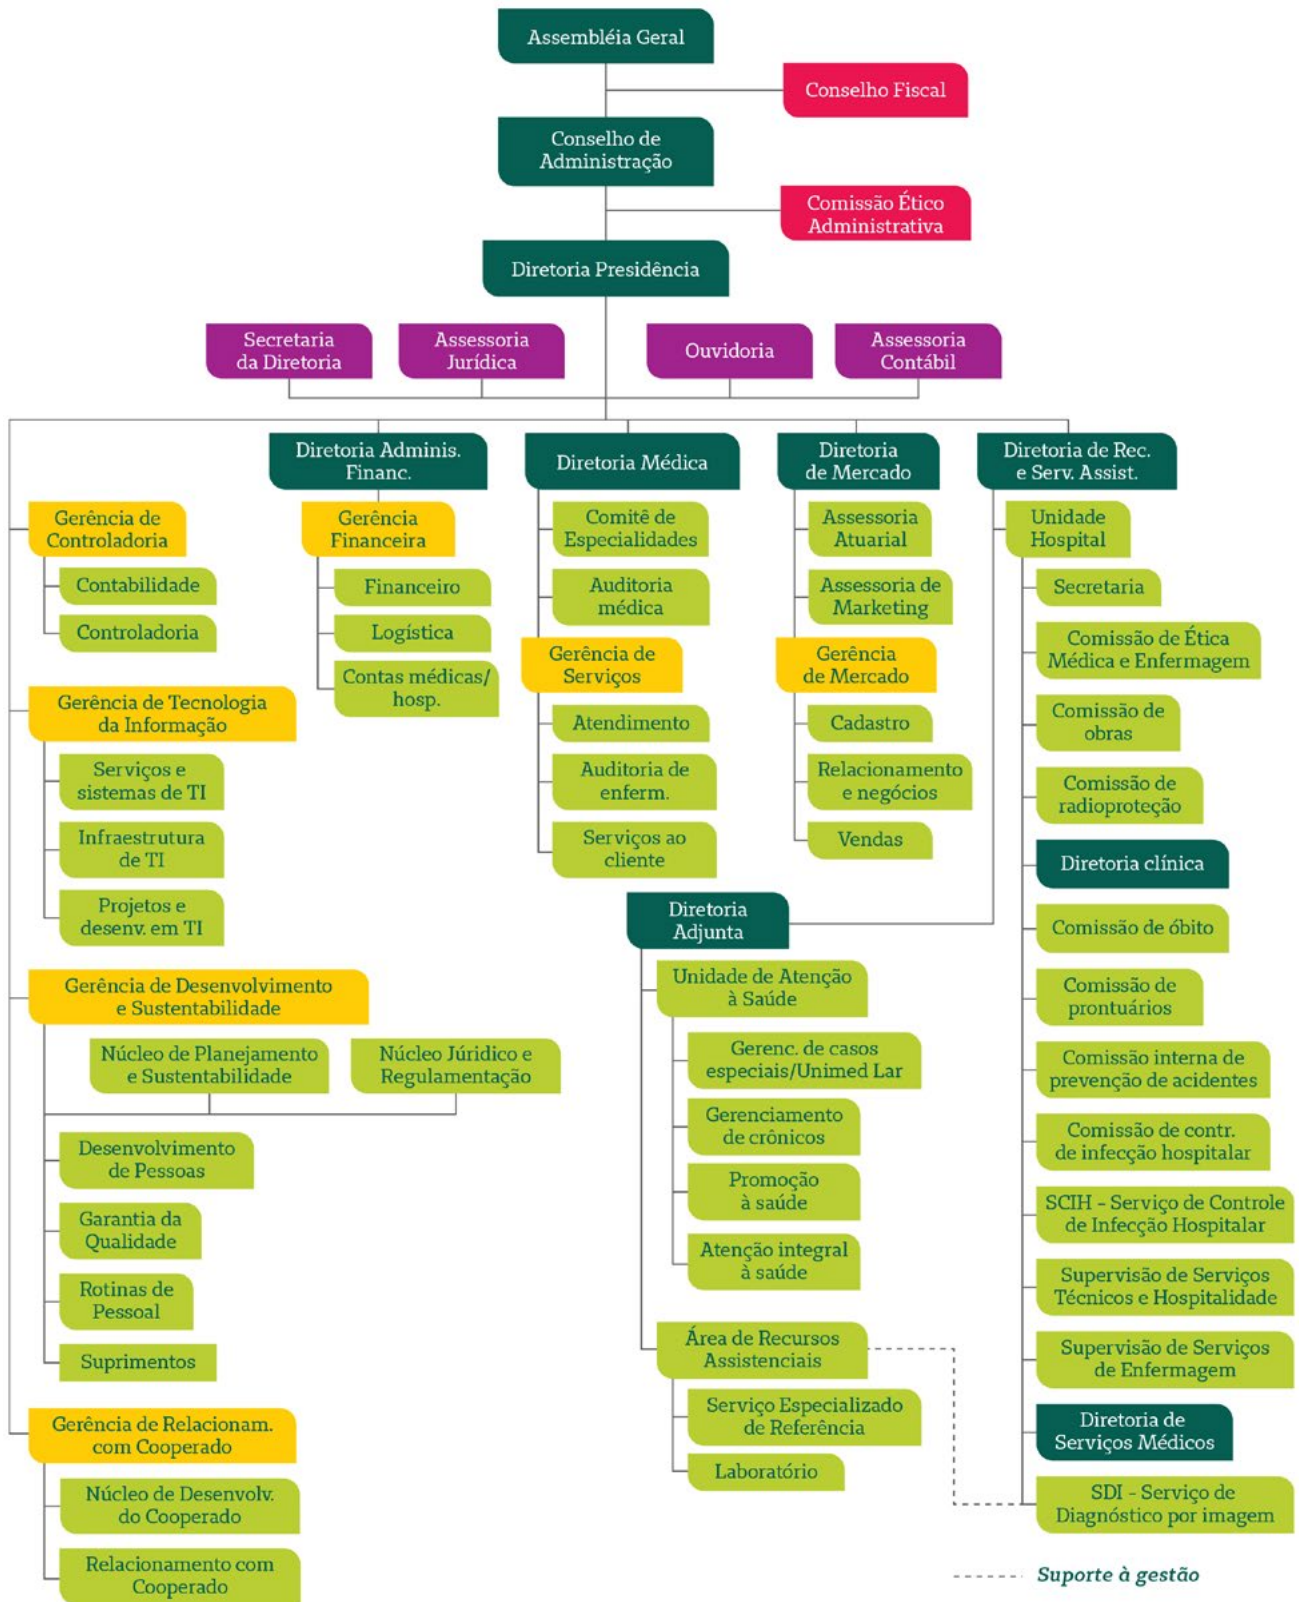 Assembléia Geral
Conselho Fiscal
Conselho de
Administração
Comissão Ético
Administrativa
Diretoria Presidência
Secretaria
da Diretoria
Assessoria
Jurídica
Ouvidoria
Assessoria
Contábil
Gerência de
Controladoria
Contabilidade
Controladoria
Gerência de Tecnologia
da Informação
Serviços e
sistemas de TI
Infraestrutura
de TI
Projetos e
desenv. em TI
Gerência de Desenvolvimento
e Sustentabilidade
Núcleo de Planejamento
e Sustentabilidade
Núcleo Júridico e
Regulamentação
Desenvolvimento
de Pessoas
Garantia da
Qualidade
Rotinas de
Pessoal
Suprimentos
Gerência de Relacionam.
com Cooperado
Núcleo de Desenvolv.
do Cooperado
Relacionamento com
Cooperado
Diretoria Adminis.
Financ.
Gerência
Financeira
Financeiro
Logística
Contas médicas/
hosp.
Diretoria Médica
Comitê de
Especialidades
Auditoria
médica
Gerência de
Serviços
Atendimento
Auditoria de
enferm.
Serviços ao
cliente
Diretoria
de Mercado
Assessoria
Atuarial
Assessoria de
Marketing
Gerência
de Mercado
Cadastro
Relacionamento
e negócios
Vendas
Diretoria
Adjunta
Unidade de Atenção
à Saúde
Gerenc. de casos
especiais/Unimed Lar
Gerenciamento
de crônicos
Promoção
à saúde
Atenção integral
à saúde
Área de Recursos
Assistenciais
Serviço Especializado
de Referência
Laboratório
Diretoria de Rec.
e Serv. Assist.
Unidade
Hospital
Secretaria
Comissão de Ética
Médica e Enfermagem
Comissão de
obras
Comissão de
radioproteção
Diretoria clínica
Comissão de óbito
Comissão de
prontuários
Comissão interna de
prevenção de acidentes
Comissão de contr.
de infecção hospitalar
SCIH - Serviço de Controle
de Infecção Hospitalar
Supervisão de Serviços
Técnicos e Hospitalidade
Supervisão de Serviços
de Enfermagem
Diretoria de
Serviços Médicos
SDI - Serviço de
Diagnóstico por imagem
Suporte à gestão